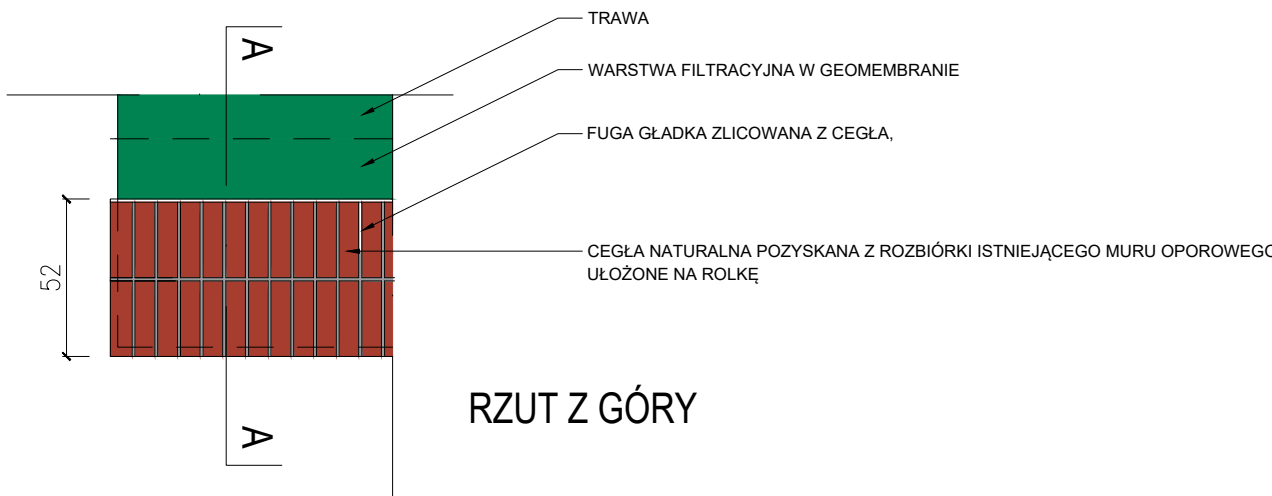 TRAWA
A
WARSTWA FILTRACYJNA W GEOMEMBRANIE
FUGA GŁADKA ZLICOWANA Z CEGŁA,
CEGŁA NATURALNA POZYSKANA Z ROZBIÓRKI ISTNIEJĄCEGO MURU OPOROWEGO
UŁOŻONE NA ROLKĘ
52
RZUT Z GÓRY
A